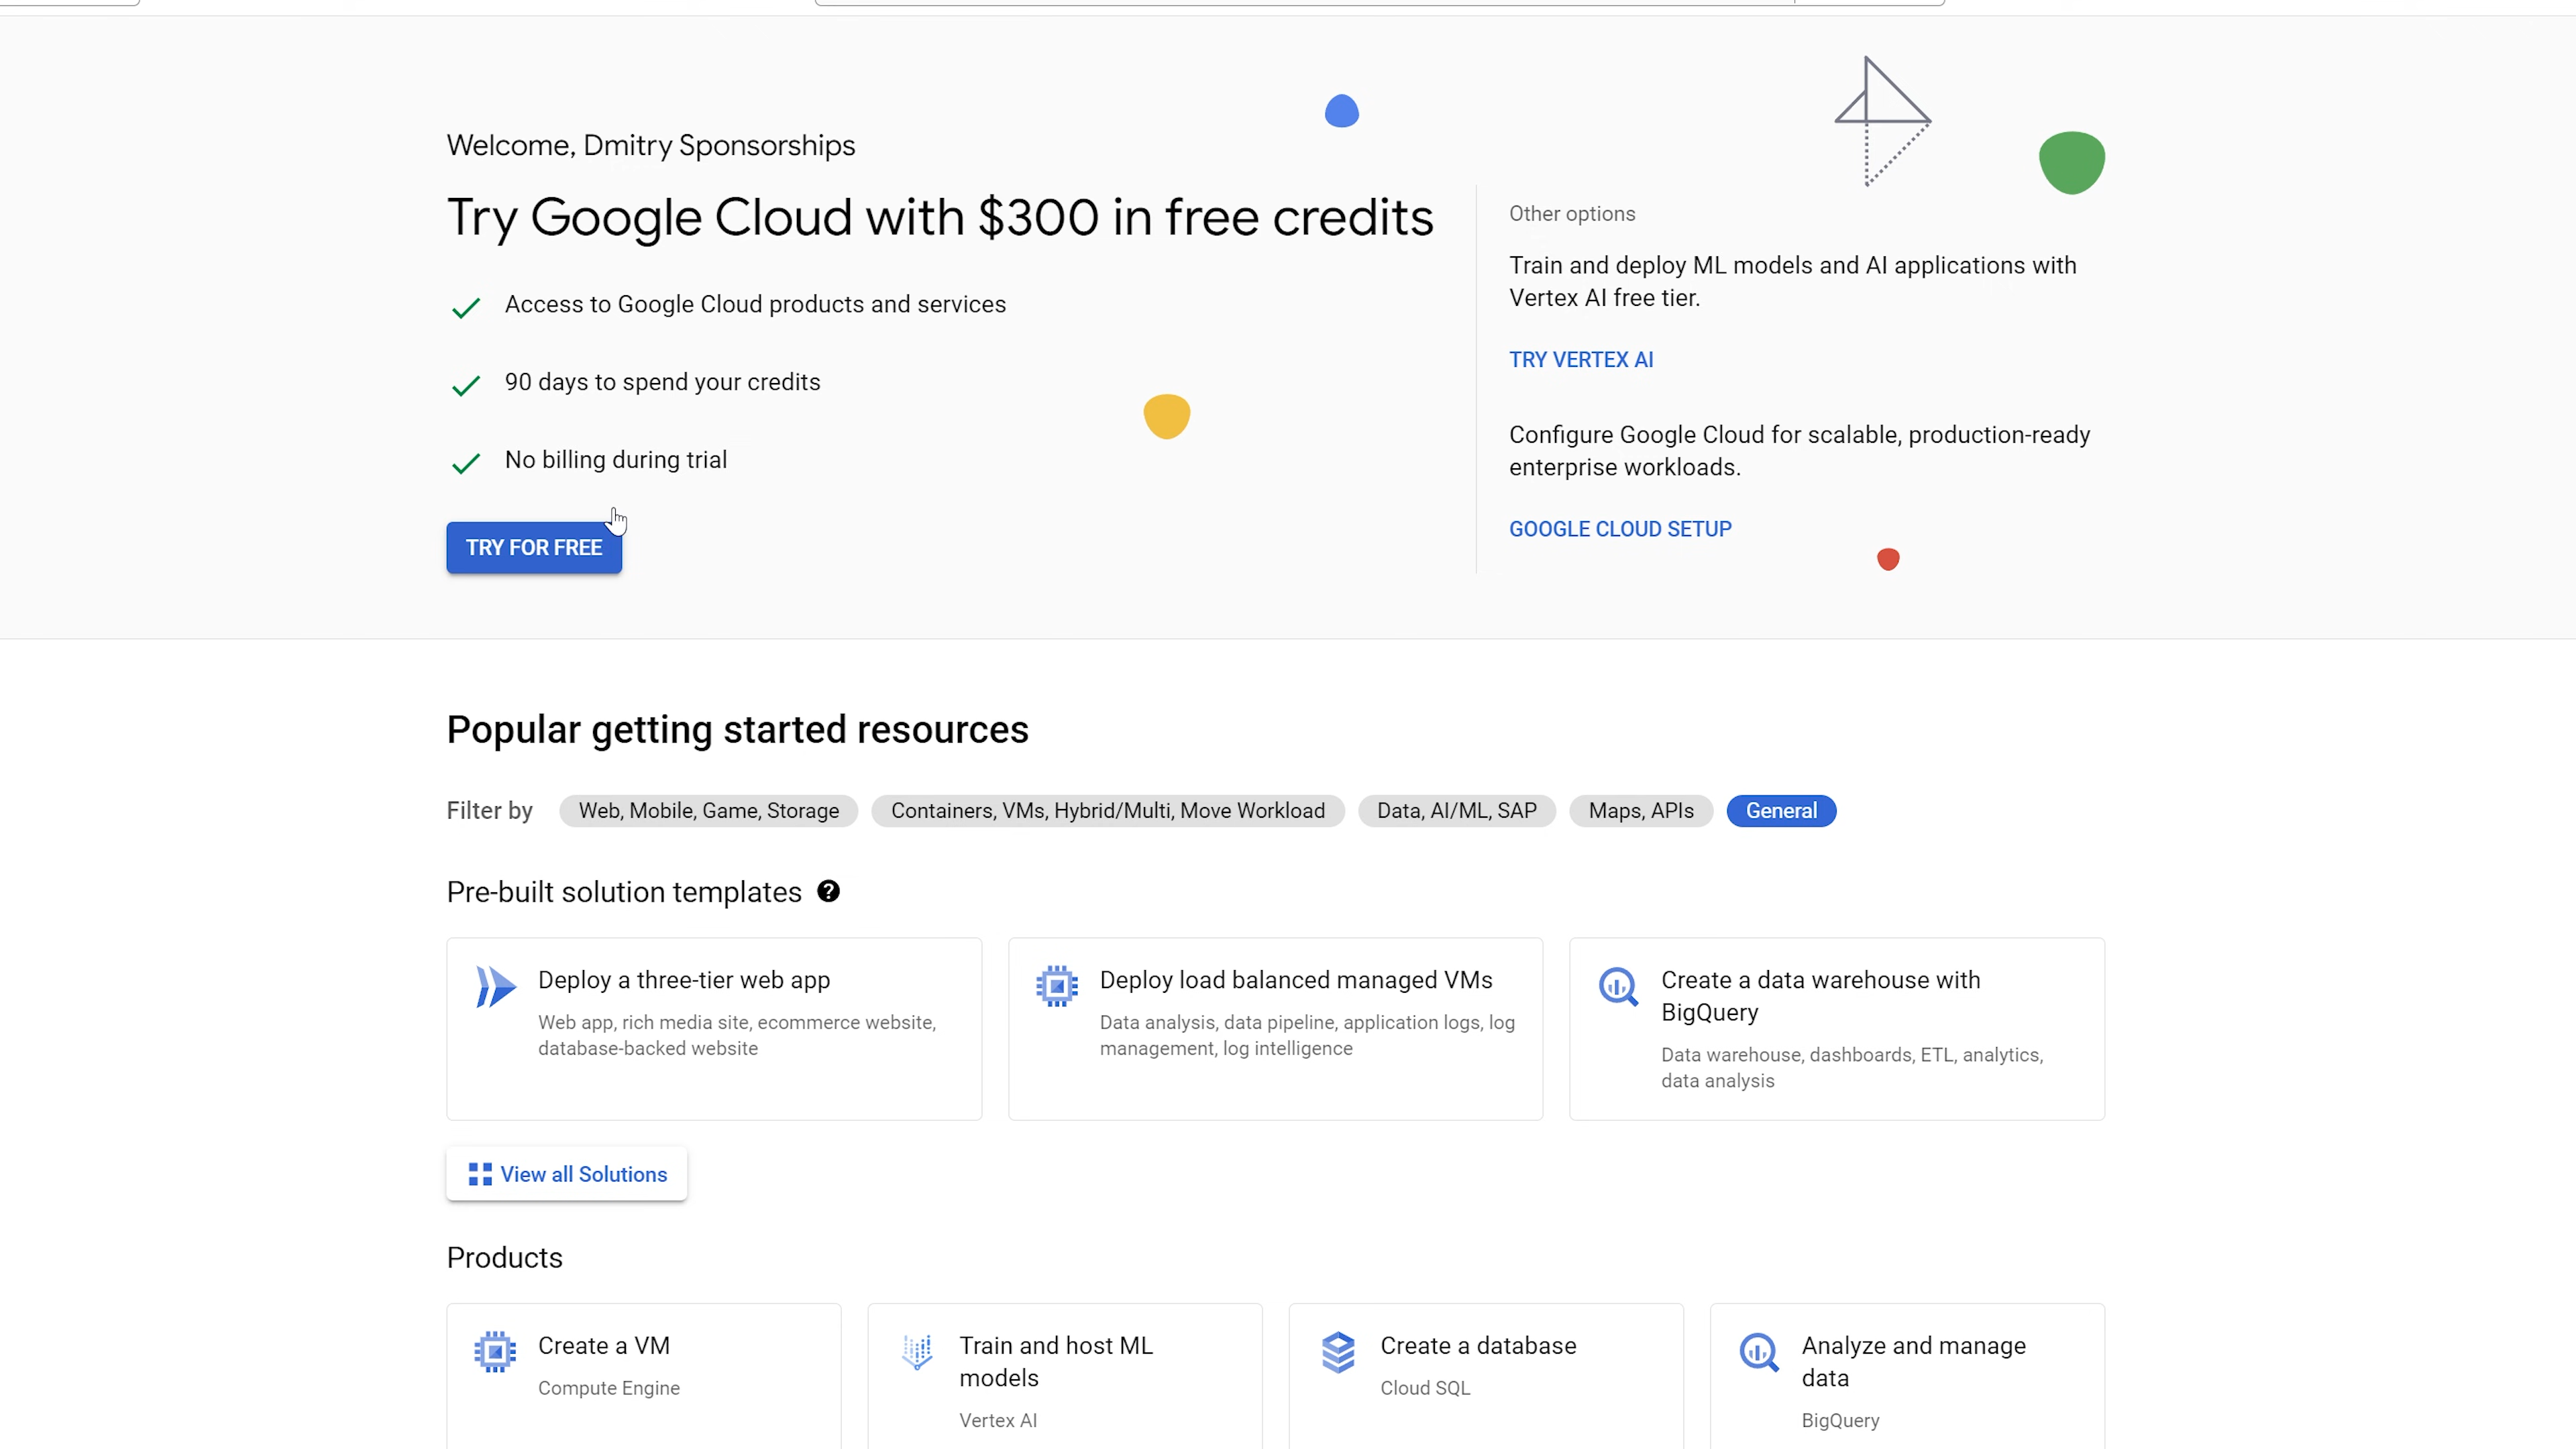 Welcome, Dmitry Sponsorships
Try Google Cloud with $300 in free credits
Access to Google Cloud products and services
90 days to spend your credits
No billing during trial
TRY FOR FREE
Other options
Train and deploy ML models and AI applications with
Vertex AI free tier.
TRY VERTEX AI
Configure Google Cloud for scalable, production-ready
enterprise workloads.
GOOGLE CLOUD SETUP
Popular getting started resources
Filter by
Web, Mobile, Game, Storage
Containers, VMs, Hybrid/Multi, Move Workload
Data, AI/ML, SAP
Maps, APIs
General
Pre-built solution templates ?
Deploy a three-tier web app
Web app, rich media site, ecommerce website,
database-backed website
Deploy load balanced managed VMs
Data analysis, data pipeline, application logs, log
management, log intelligence
Create a data warehouse with
BigQuery
Data warehouse, dashboards, ETL, analytics,
data analysis
View all Solutions
Products
Create a VM
Compute Engine
Train and host ML
models
Vertex AI
Create a database
Cloud SQL
Analyze and manage
data
BigQuery